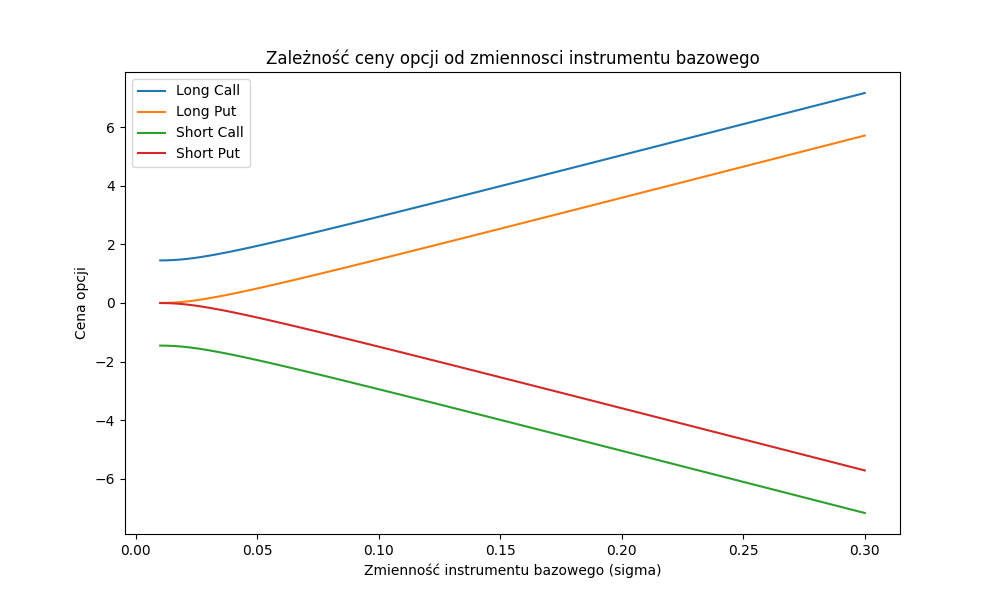 Zależność ceny opcji od zmiennosci instrumentu bazowego
Long Call
Long Put
Short Call
Short Put
Cena opcji
6
4
2
0
−2
−4
−6
0.00 0.05 0.10 0.15 0.20 0.25 0.30
Zmienność instrumentu bazowego (sigma)